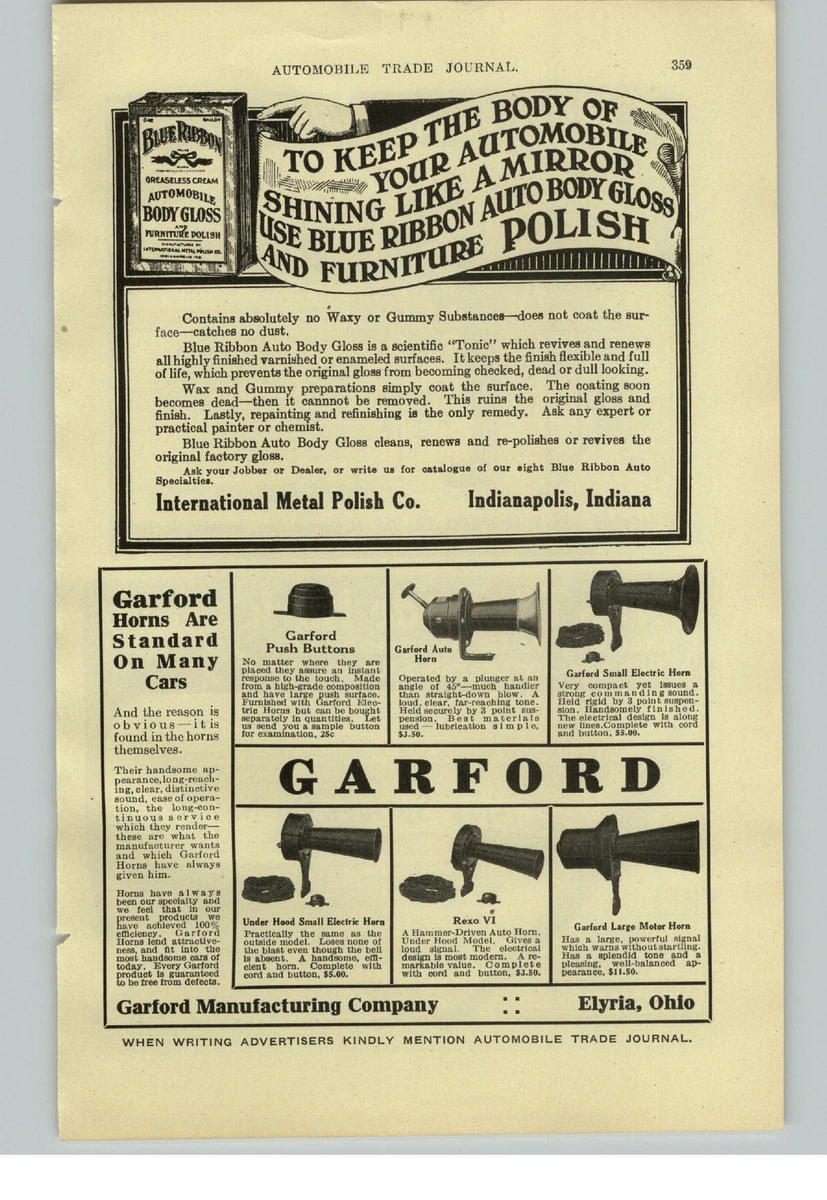 AUTOMOBILE TRADE JOURNAL.
359
ONE GALLON
BLUE RIBBON
TRADE
MARK
GREASELESS CREAM
AUTOMOBILE
BODY GLOSS
AND
FURNITURE POLISH
MANUFACTURED BY
INTERNATIONAL METAL POLISH CO.
INDIANAPOLIS IND.
TO KEEP THE BODY OF
YOUR AUTOMOBILE
SHINING LIKE A MIRROR
USE BLUE RIBBON AUTO BODY GLOSS
AND FURNITURE POLISH
Contains absolutely no Waxy or Gummy Substances—does not coat the sur-
face—catches no dust.
Blue Ribbon Auto Body Gloss is a scientific "Tonic" which revives and renews
all highly finished varnished or enameled surfaces. It keeps the finish flexible and full
of life, which prevents the original gloss from becoming checked, dead or dull looking.
Wax and Gummy preparations simply coat the surface. The coating soon
becomes dead—then it cannnot be removed. This ruins the original gloss and
finish. Lastly, repainting and refinishing is the only remedy. Ask any expert or
practical painter or chemist.
Blue Ribbon Auto Body Gloss cleans, renews and re-polishes or revives the
original factory gloss.
Ask your Jobber or Dealer, or write us for catalogue of our eight Blue Ribbon Auto
Specialties.
International Metal Polish Co. Indianapolis, Indiana
Garford
Horns Are
Standard
On Many
Cars
And the reason is
obvious—it is
found in the horns
themselves.
Their handsome ap-
pearance, long-reach-
ing, clear, distinctive
sound, ease of opera-
tion, the long-con-
tinuous service
which they render—
these are what the
manufacturer wants
and which Garford
Horns have always
given him.
Horns have always
been our specialty and
we feel that in our
present products we
have achieved 100%
efficiency. Garford
Horns lend attractive-
ness, and fit into the
most handsome cars of
today. Every Garford
product is guaranteed
to be free from defects.
Garford
Push Buttons
No matter where they are
placed they assure an instant
response to the touch. Made
from a high-grade composition
and have large push surface.
Furnished with Garford Elec-
tric Horns but can be bought
separately in quantities. Let
us send you a sample button
for examination, 25c
Garford Auto
Horn
Operated by a plunger at an
angle of 45°—much handier
than straight-down blow. A
loud, clear, far-reaching tone.
Held securely by 3 point sus-
pension. Best materials
used—lubrication simple,
$3.50.
Garford Small Electric Horn
Very compact yet issues a
strong commanding sound.
Held rigid by 3 point suspen-
sion. Handsomely finished.
The electrical design is along
new lines. Complete with cord
and button, $5.00.
GARFORD
Under Hood Small Electric Horn
Practically the same as the
outside model. Loses none of
the blast even though the bell
is absent. A handsome, effi-
cient horn. Complete with
cord and button, $5.00.
Rexo VI
A Hammer-Driven Auto Horn.
Under Hood Model. Gives a
loud signal. The electrical
design is most modern. A re-
markable value. Complete
with cord and button, $3.50.
Garford Large Motor Horn
Has a large, powerful signal
which warns without startling.
Has a splendid tone and a
pleasing, well-balanced ap-
pearance, $11.50.
Garford Manufacturing Company :: Elyria, Ohio
WHEN WRITING ADVERTISERS KINDLY MENTION AUTOMOBILE TRADE JOURNAL.